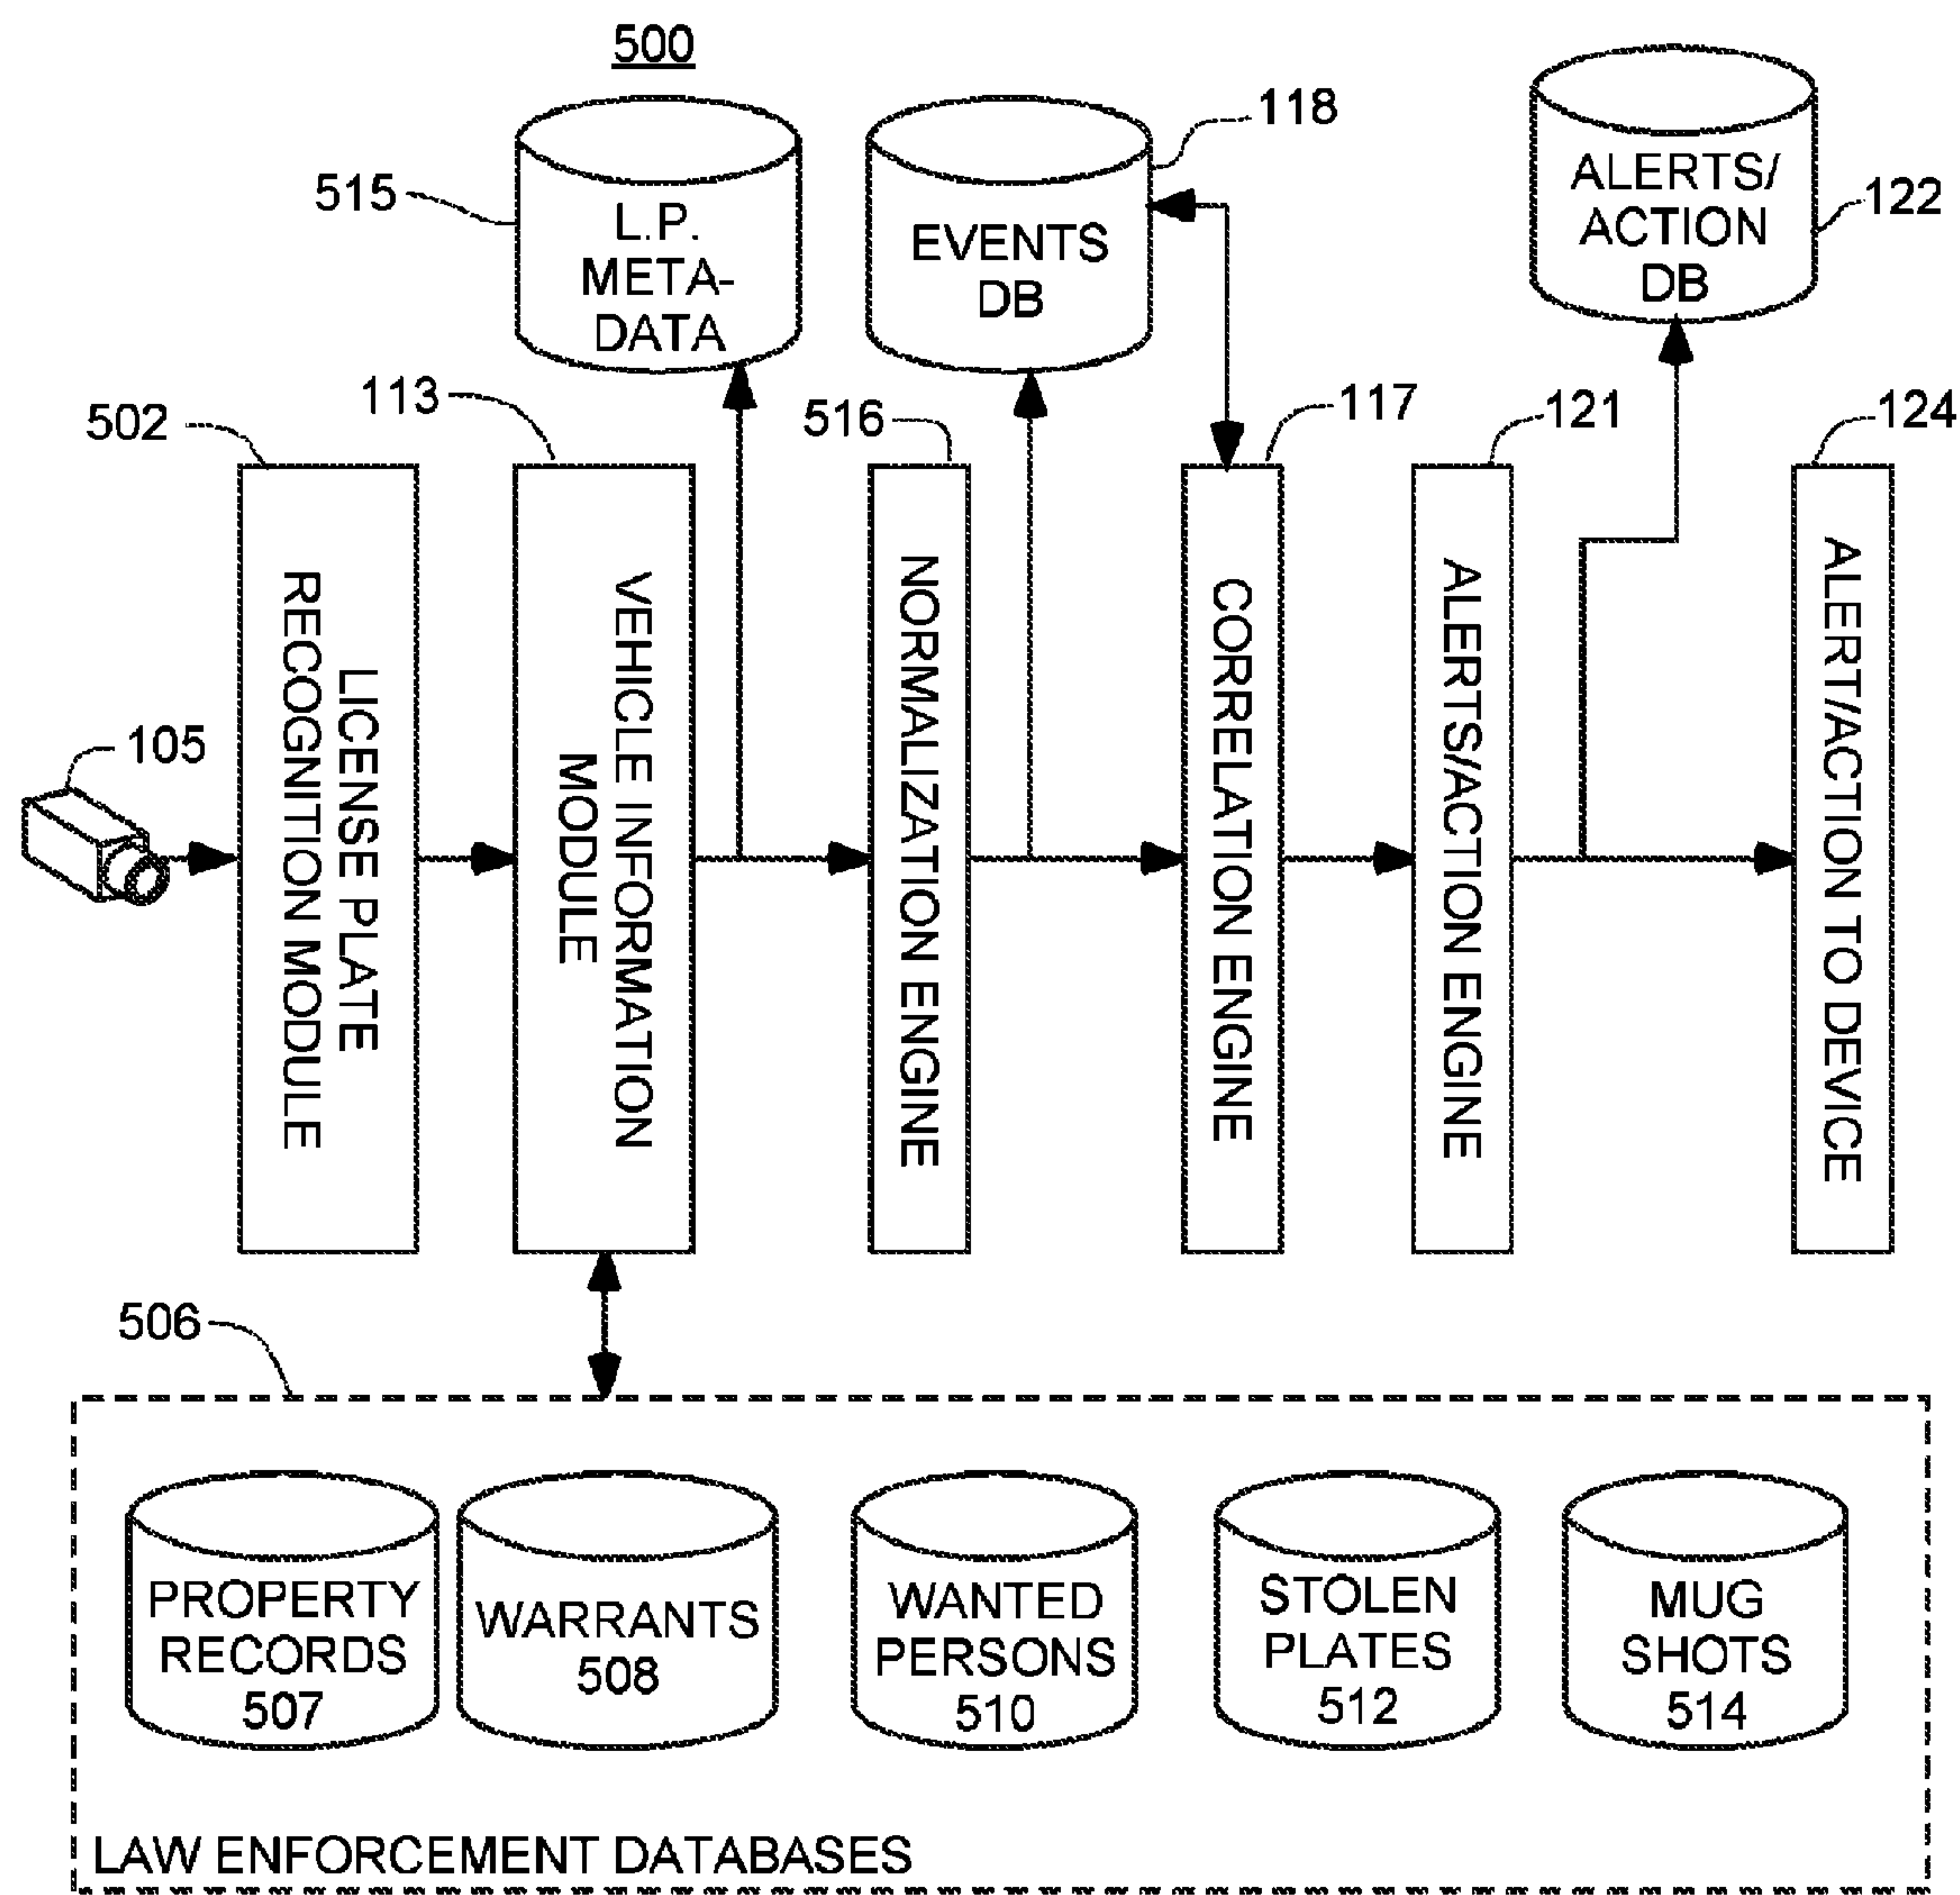 500
515
L.P.
META-
DATA
118
EVENTS
DB
ALERTS/
ACTION
DB
122
502
113
516
117
121
124
105
LICENSE PLATE
RECOGNITION MODULE
VEHICLE INFORMATION
MODULE
NORMALIZATION ENGINE
CORRELATION ENGINE
ALERTS/ACTION ENGINE
ALERT/ACTION TO DEVICE
506
PROPERTY
RECORDS
507
WARRANTS
508
WANTED
PERSONS
510
STOLEN
PLATES
512
MUG
SHOTS
514
LAW ENFORCEMENT DATABASES